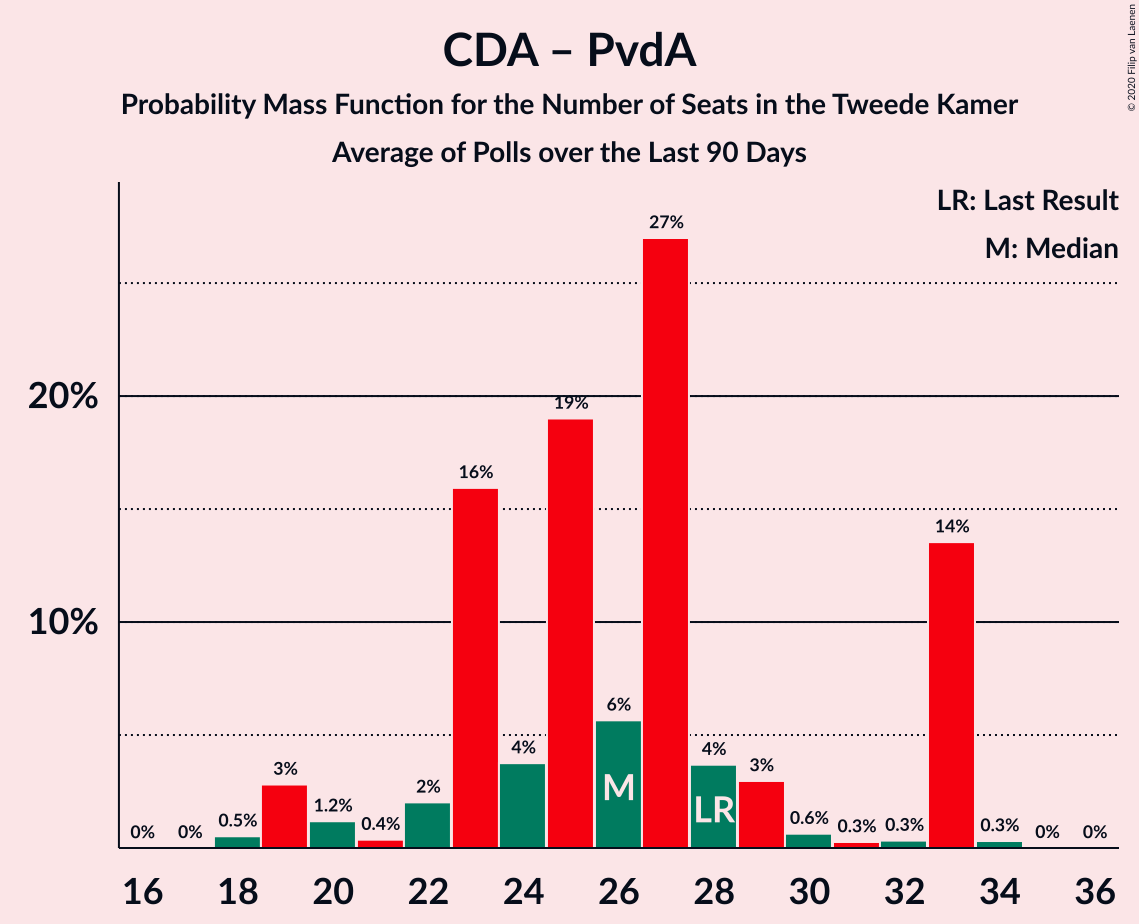 CDA – PvdA
Probability Mass Function for the Number of Seats in the Tweede Kamer
Average of Polls over the Last 90 Days
© 2020 Filip van Laenen
LR: Last Result
M: Median
20%
10%
0%
0%
0.5%
3%
1.2%
0.4%
2%
16%
4%
19%
6%
27%
4%
3%
0.6%
0.3%
0.3%
14%
0.3%
0%
0%
M
LR
16 18 20 22 24 26 28 30 32 34 36